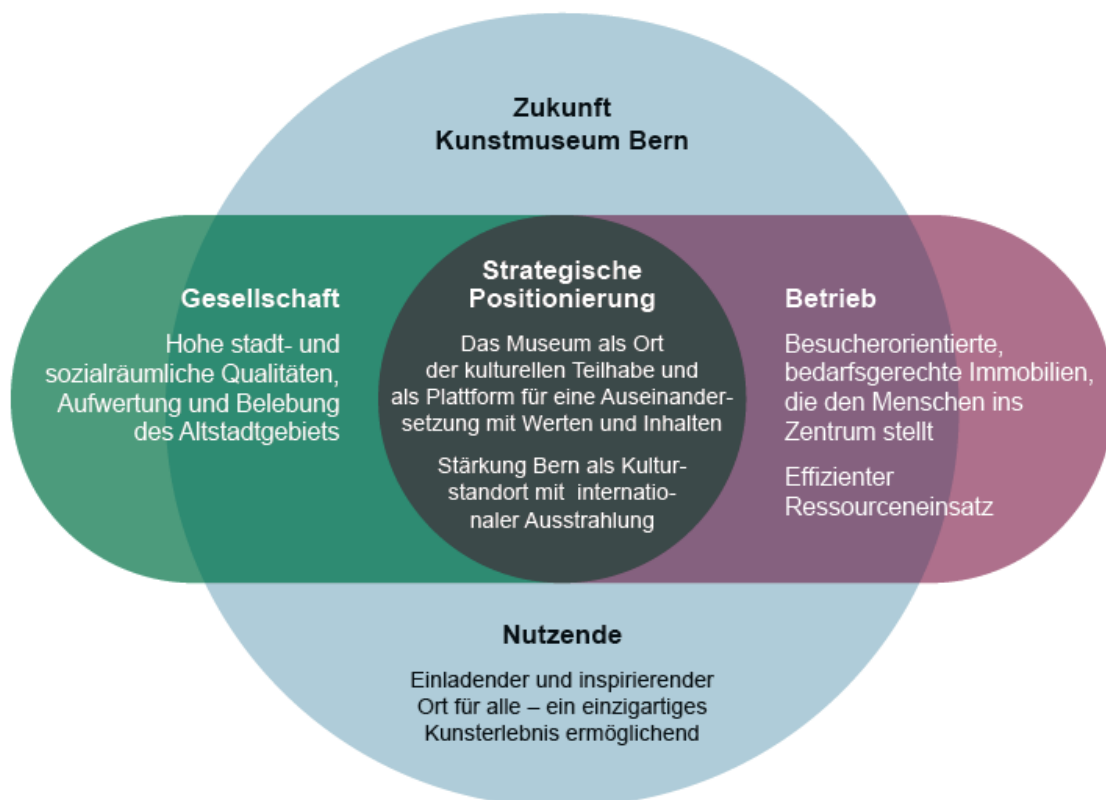 Zukunft
Kunstmuseum Bern
Gesellschaft
Hohe stadt- und
sozialräumliche Qualitäten,
Aufwertung und Belebung
des Altstadtgebiets
Strategische
Positionierung
Das Museum als Ort
der kulturellen Teilhabe und
als Plattform für eine Auseinander-
setzung mit Werten und Inhalten
Stärkung Bern als Kultur-
standort mit internatio-
naler Ausstrahlung
Betrieb
Besucherorientierte,
bedarfsgerechte Immobilien,
die den Menschen ins
Zentrum stellt
Effizienter
Ressourceneinsatz
Nutzende
Einladender und inspirierender
Ort für alle – ein einzigartiges
Kunsterlebnis ermöglichend